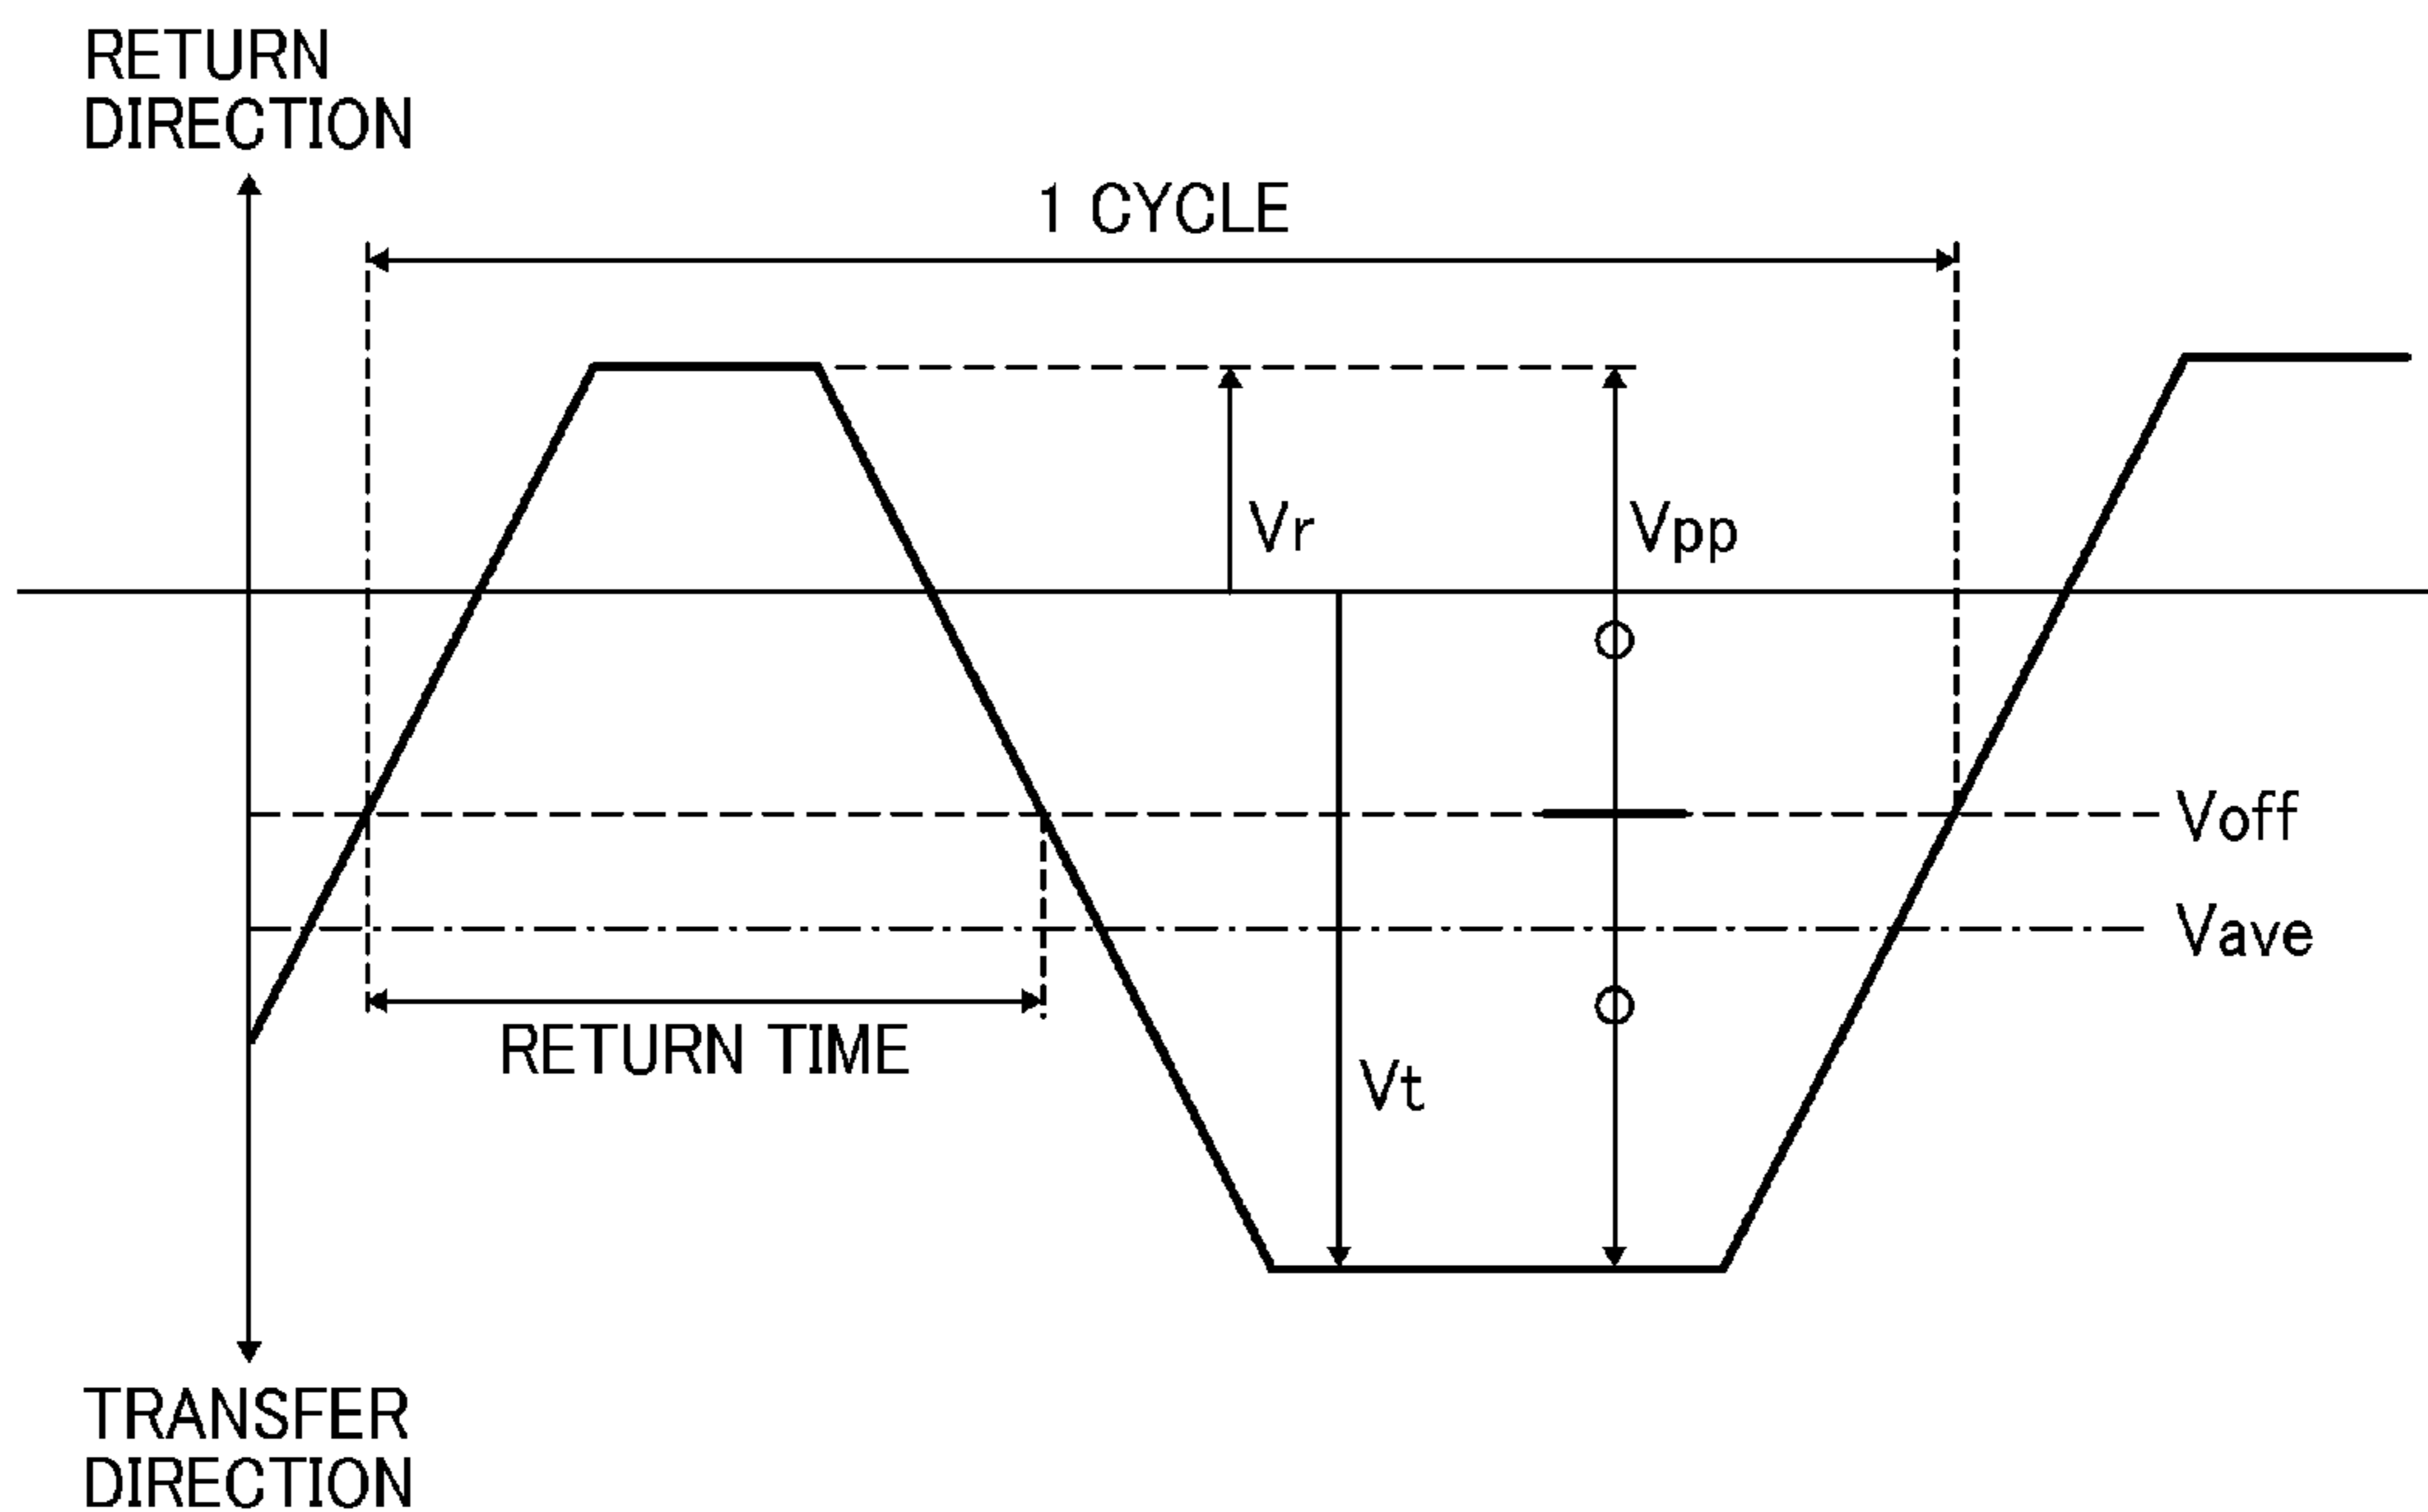 RETURN
DIRECTION
1 CYCLE
Vr
Vpp
Voff
Vave
RETURN TIME
Vt
TRANSFER
DIRECTION